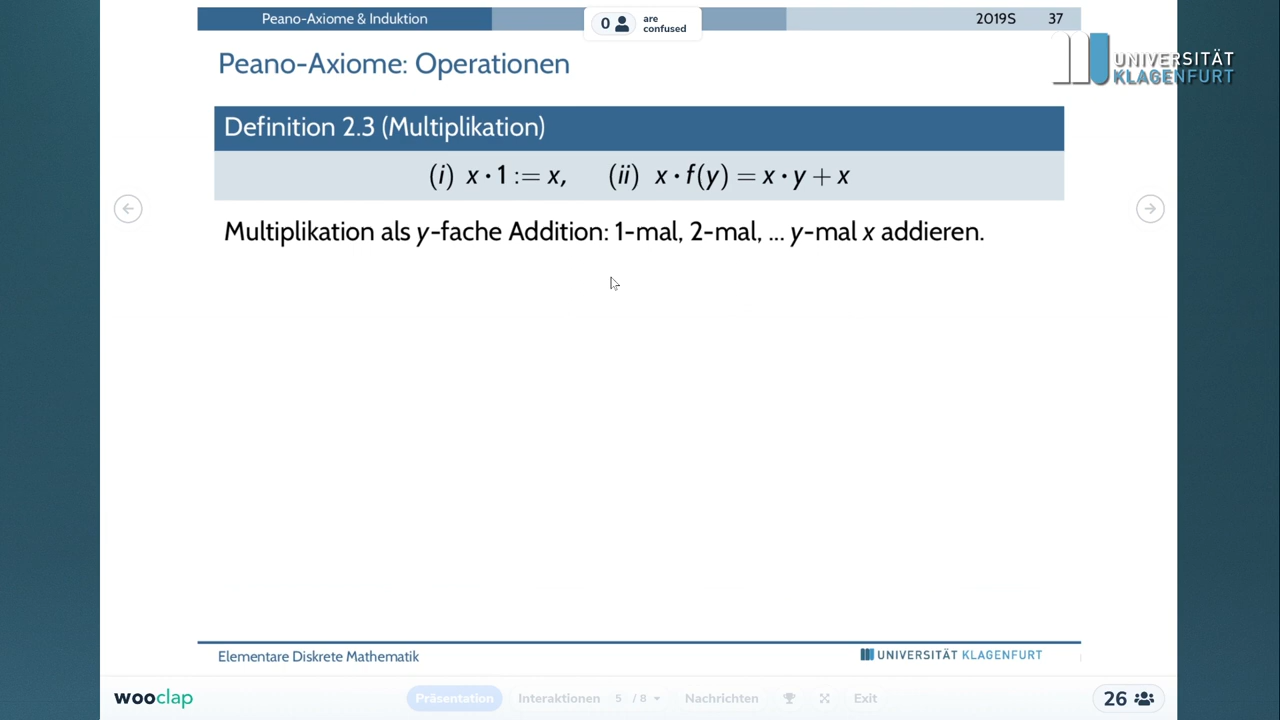 Peano-Axiome & Induktion
2019S 37
0 are confused
UNIVERSITÄT
KLAGENFURT
Peano-Axiome: Operationen
Definition 2.3 (Multiplikation)
(i) x · 1 := x, (ii) x · f(y) = x · y + x
Multiplikation als y-fache Addition: 1-mal, 2-mal, ... y-mal x addieren.
Elementare Diskrete Mathematik
UNIVERSITÄT KLAGENFURT
wooclap
Präsentation Interaktionen 5 / 8 Nachrichten Exit
26